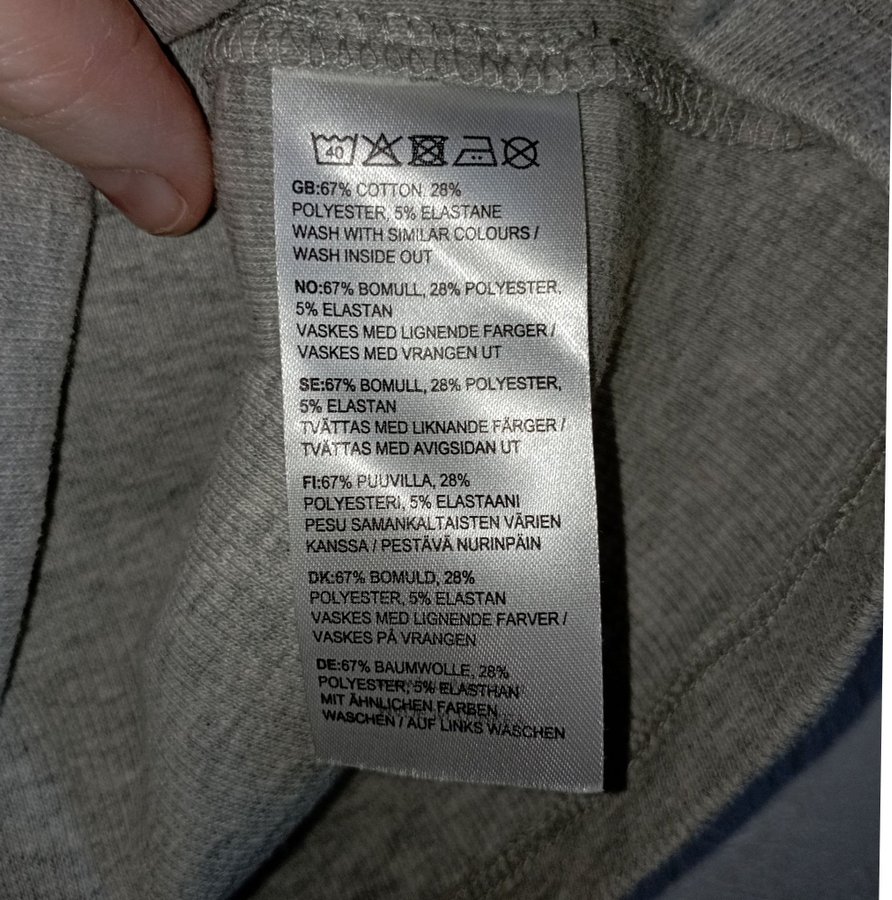 40
GB:67% COTTON, 28%
POLYESTER, 5% ELASTANE
WASH WITH SIMILAR COLOURS /
WASH INSIDE OUT
NO:67% BOMULL, 28% POLYESTER,
5% ELASTAN
VASKES MED LIGNENDE FARGER /
VASKES MED VRANGEN UT
SE:67% BOMULL, 28% POLYESTER,
5% ELASTAN
TVÄTTAS MED LIKNANDE FÄRGER /
TVÄTTAS MED AVIGSIDAN UT
FI:67% PUUVILLA, 28%
POLYESTERI, 5% ELASTAANI
PESU SAMANKALTAISTEN VÄRIEN
KANSSA / PESTÄVÄ NURINPÄIN
DK:67% BOMULD, 28%
POLYESTER, 5% ELASTAN
VASKES MED LIGNENDE FARVER /
VASKES PÅ VRANGEN
DE:67% BAUMWOLLE, 28%
POLYESTER, 5% ELASTHAN
MIT ÄHNLICHEN FARBEN
WASCHEN / AUF LINKS WASCHEN